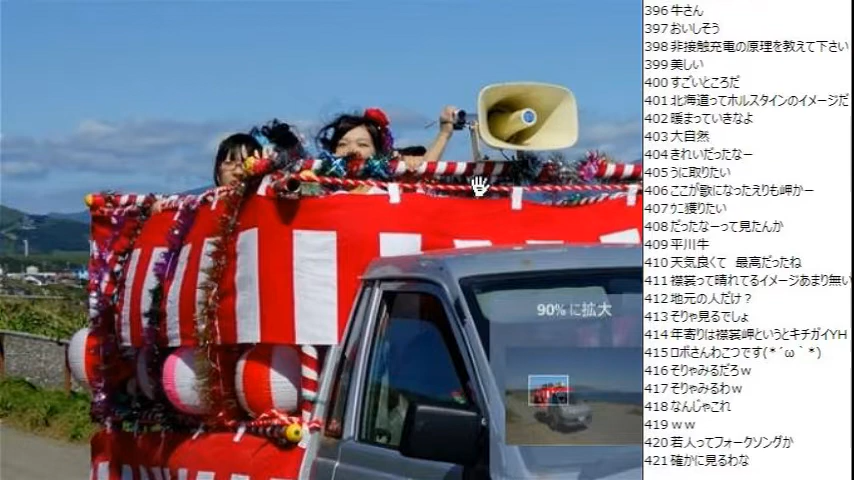 90% に拡大
396 牛さん
397 おいしそう
398 非接触充電の原理を教えて下さい
399 美しい
400 すごいところだ
401 北海道ってホルスタインのイメージだ
402 暖まっていきなよ
403 大自然
404 きれいだったなー
405 うに取りたい
406 ここが歌になったえりも岬かー
407 ウニ獲りたい
408 だったなーって見たんか
409 平川牛
410 天気良くて 最高だったね
411 襟裳って晴れてるイメージあまり無い
412 地元の人だけ？
413 そりゃ見るでしょ
414 年寄りは襟裳岬というとキチガイYH
415 ロボさんわこつです(*´ω｀*)
416 そりゃみるだろｗ
417 そりゃみるわｗ
418 なんじゃこれ
419 ｗｗ
420 若人ってフォークソングか
421 確かに見るわな